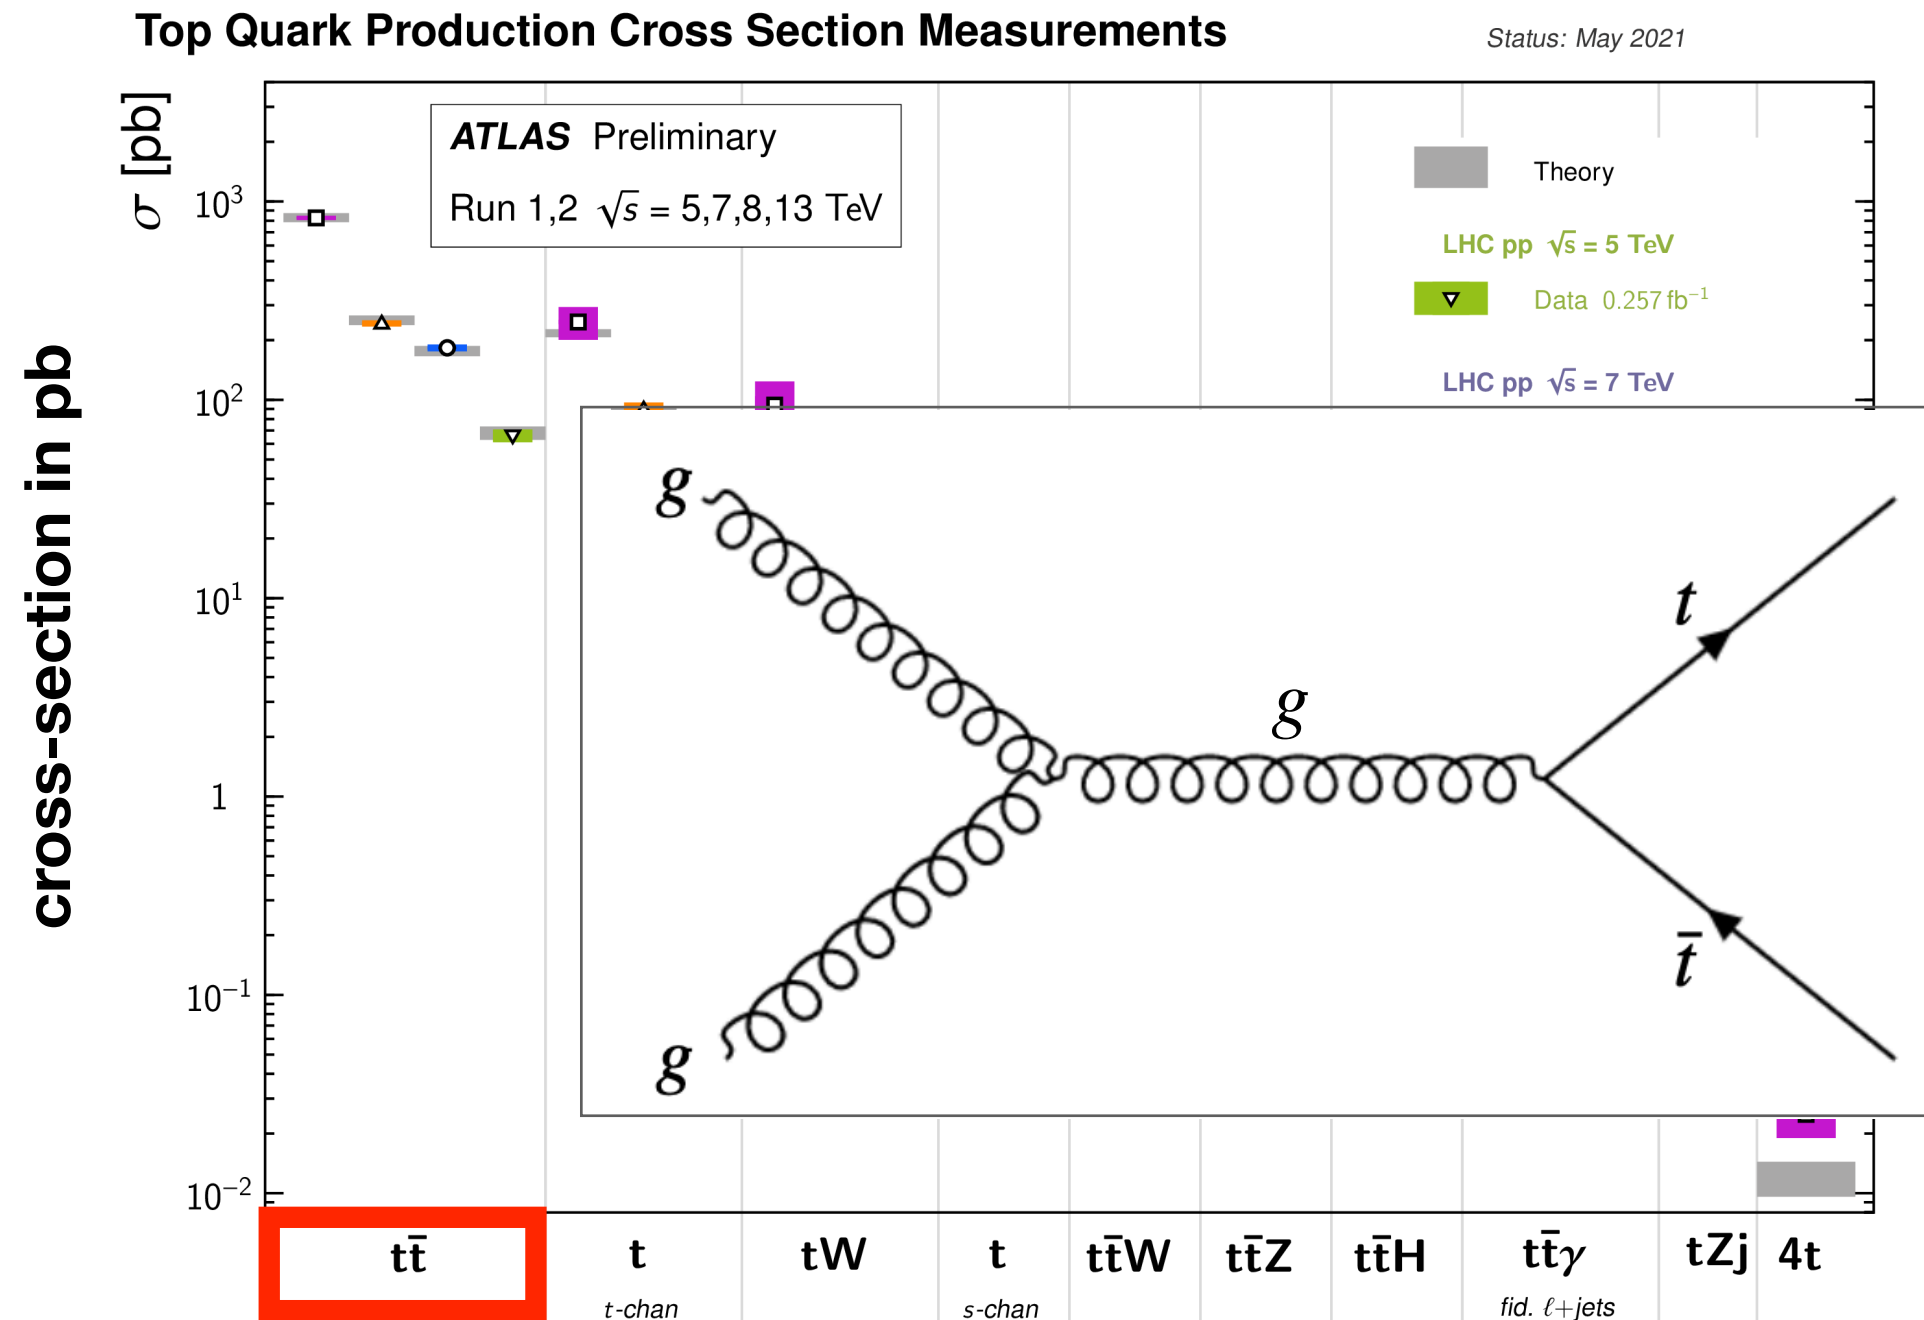 Top Quark Production Cross Section Measurements
Status: May 2021
σ [pb]
cross-section in pb
ATLAS Preliminary
Run 1,2 √s = 5,7,8,13 TeV
Theory
LHC pp √s = 5 TeV
Data 0.257 fb⁻¹
LHC pp √s = 7 TeV
10³
10²
10¹
1
10⁻¹
10⁻²
g
g
g
t
t̄
tt̄
t
tW
t
tt̄W
tt̄Z
tt̄H
tt̄γ
tZj
4t
t-chan
s-chan
fid. ℓ+jets